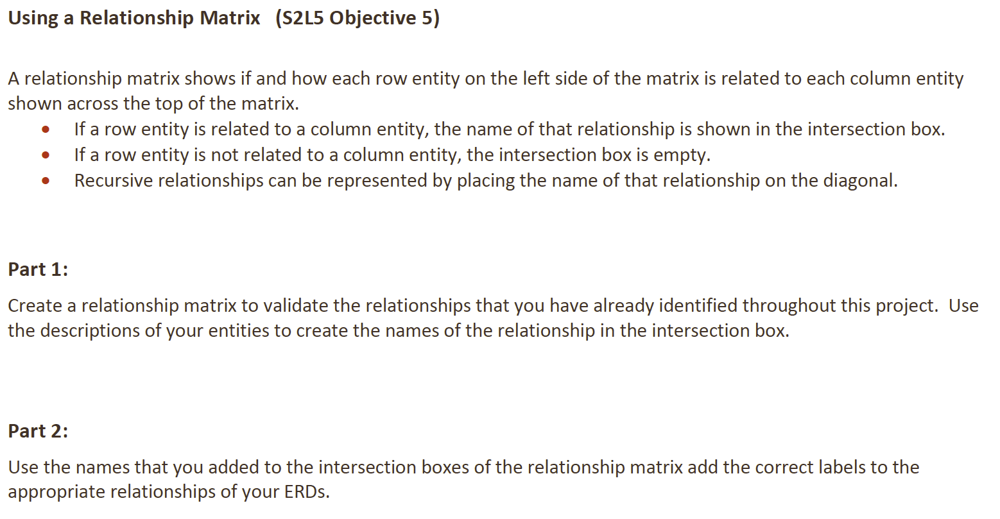 Using a Relationship Matrix (S2L5 Objective 5)
A relationship matrix shows if and how each row entity on the left side of the matrix is related to each column entity
shown across the top of the matrix.
• If a row entity is related to a column entity, the name of that relationship is shown in the intersection box.
• If a row entity is not related to a column entity, the intersection box is empty.
• Recursive relationships can be represented by placing the name of that relationship on the diagonal.
Part 1:
Create a relationship matrix to validate the relationships that you have already identified throughout this project. Use
the descriptions of your entities to create the names of the relationship in the intersection box.
Part 2:
Use the names that you added to the intersection boxes of the relationship matrix add the correct labels to the
appropriate relationships of your ERDs.